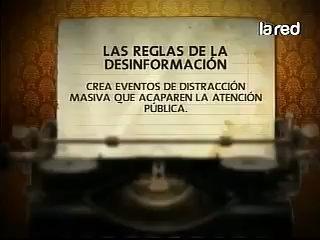 la red
LAS REGLAS DE LA
DESINFORMACIÓN
CREA EVENTOS DE DISTRACCIÓN
MASIVA QUE ACAPAREN LA ATENCIÓN
PÚBLICA.